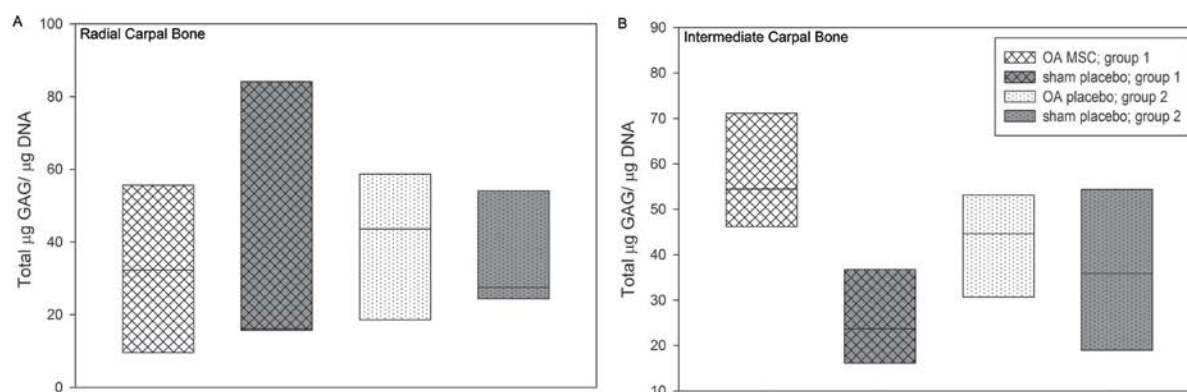 A
Radial Carpal Bone
Total µg GAG/ µg DNA
100
80
60
40
20
0
B
Intermediate Carpal Bone
Total µg GAG/ µg DNA
90
80
70
60
50
40
30
20
10
OA MSC; group 1
sham placebo; group 1
OA placebo; group 2
sham placebo; group 2